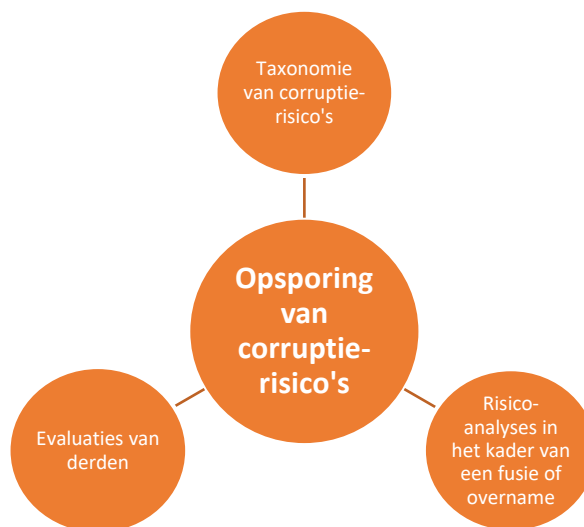 Taxonomie
van corruptie-
risico's
Opsporing
van
corruptie-
risico's
Evaluaties van
derden
Risico-
analyses in
het kader van
een fusie of
overname